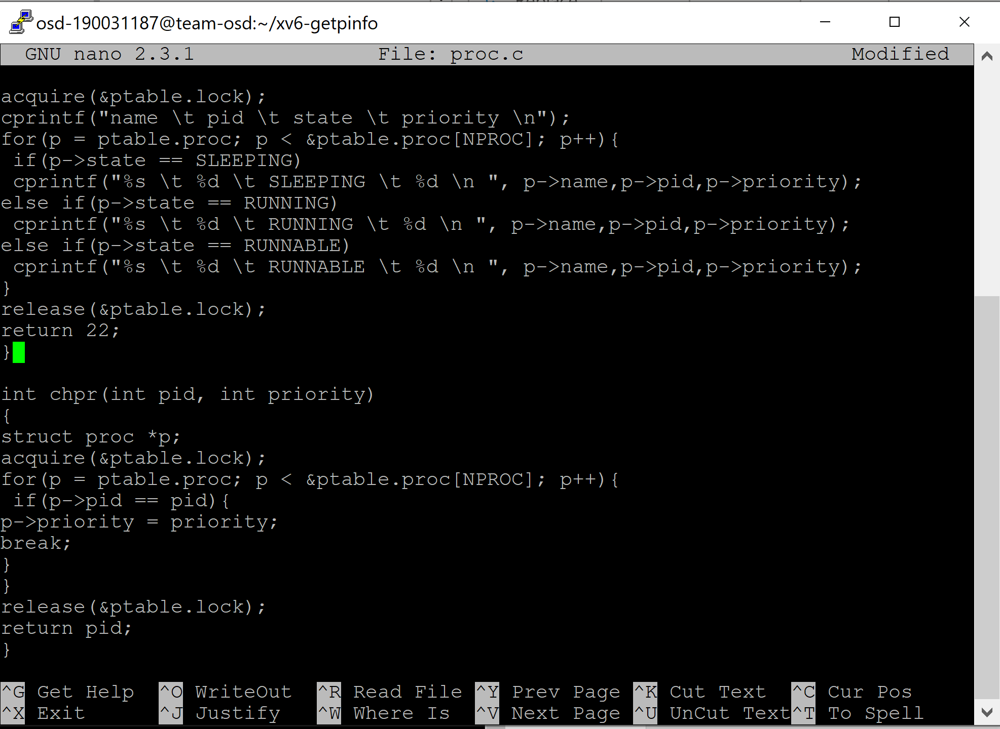 osd-190031187@team-osd:~/xv6-getpinfo
GNU nano 2.3.1 File: proc.c Modified
acquire(&ptable.lock);
cprintf("name \t pid \t state \t priority \n");
for(p = ptable.proc; p < &ptable.proc[NPROC]; p++){
 if(p->state == SLEEPING)
 cprintf("%s \t %d \t SLEEPING \t %d \n ", p->name,p->pid,p->priority);
else if(p->state == RUNNING)
 cprintf("%s \t %d \t RUNNING \t %d \n ", p->name,p->pid,p->priority);
else if(p->state == RUNNABLE)
 cprintf("%s \t %d \t RUNNABLE \t %d \n ", p->name,p->pid,p->priority);
}
release(&ptable.lock);
return 22;
}
int chpr(int pid, int priority)
{
struct proc *p;
acquire(&ptable.lock);
for(p = ptable.proc; p < &ptable.proc[NPROC]; p++){
 if(p->pid == pid){
p->priority = priority;
break;
}
}
release(&ptable.lock);
return pid;
}
^G Get Help ^O WriteOut ^R Read File ^Y Prev Page ^K Cut Text ^C Cur Pos
^X Exit ^J Justify ^W Where Is ^V Next Page ^U UnCut Text^T To Spell